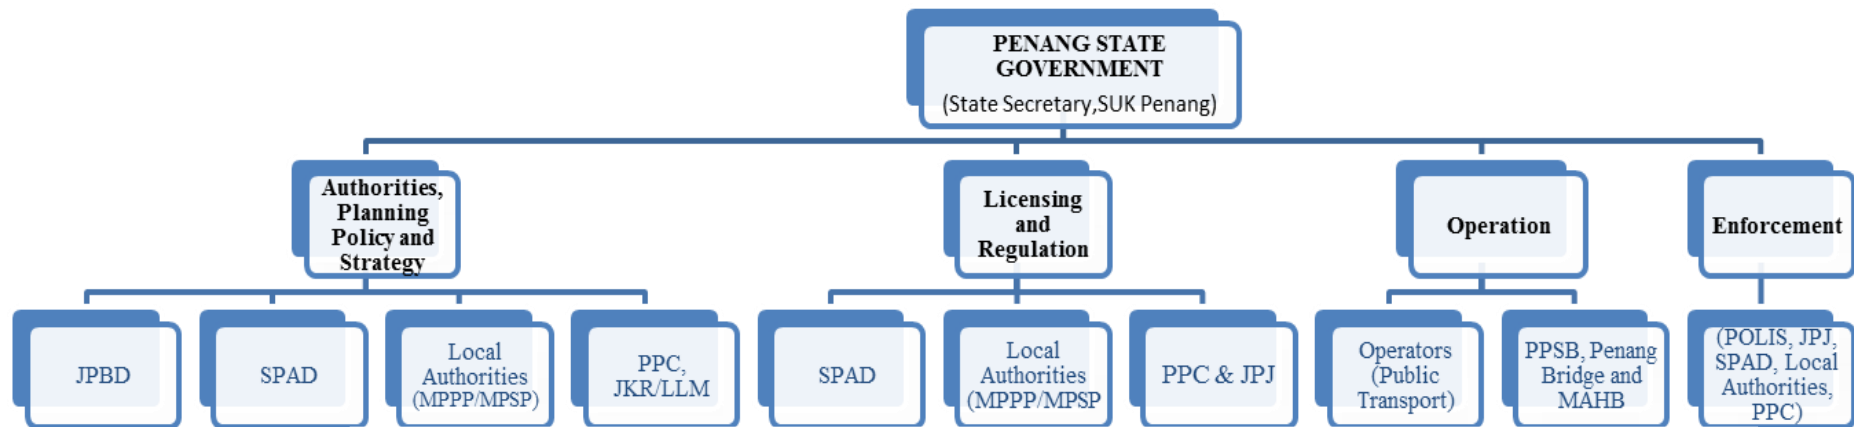 PENANG STATE
GOVERNMENT
(State Secretary,SUK Penang)
Authorities,
Planning
Policy and
Strategy
Licensing
and
Regulation
Operation
Enforcement
JPBD
SPAD
Local
Authorities
(MPPP/MPSP)
PPC,
JKR/LLM
SPAD
Local
Authorities
(MPPP/MPSP
PPC & JPJ
Operators
(Public
Transport)
PPSB, Penang
Bridge and
MAHB
(POLIS, JPJ,
SPAD, Local
Authorities,
PPC)